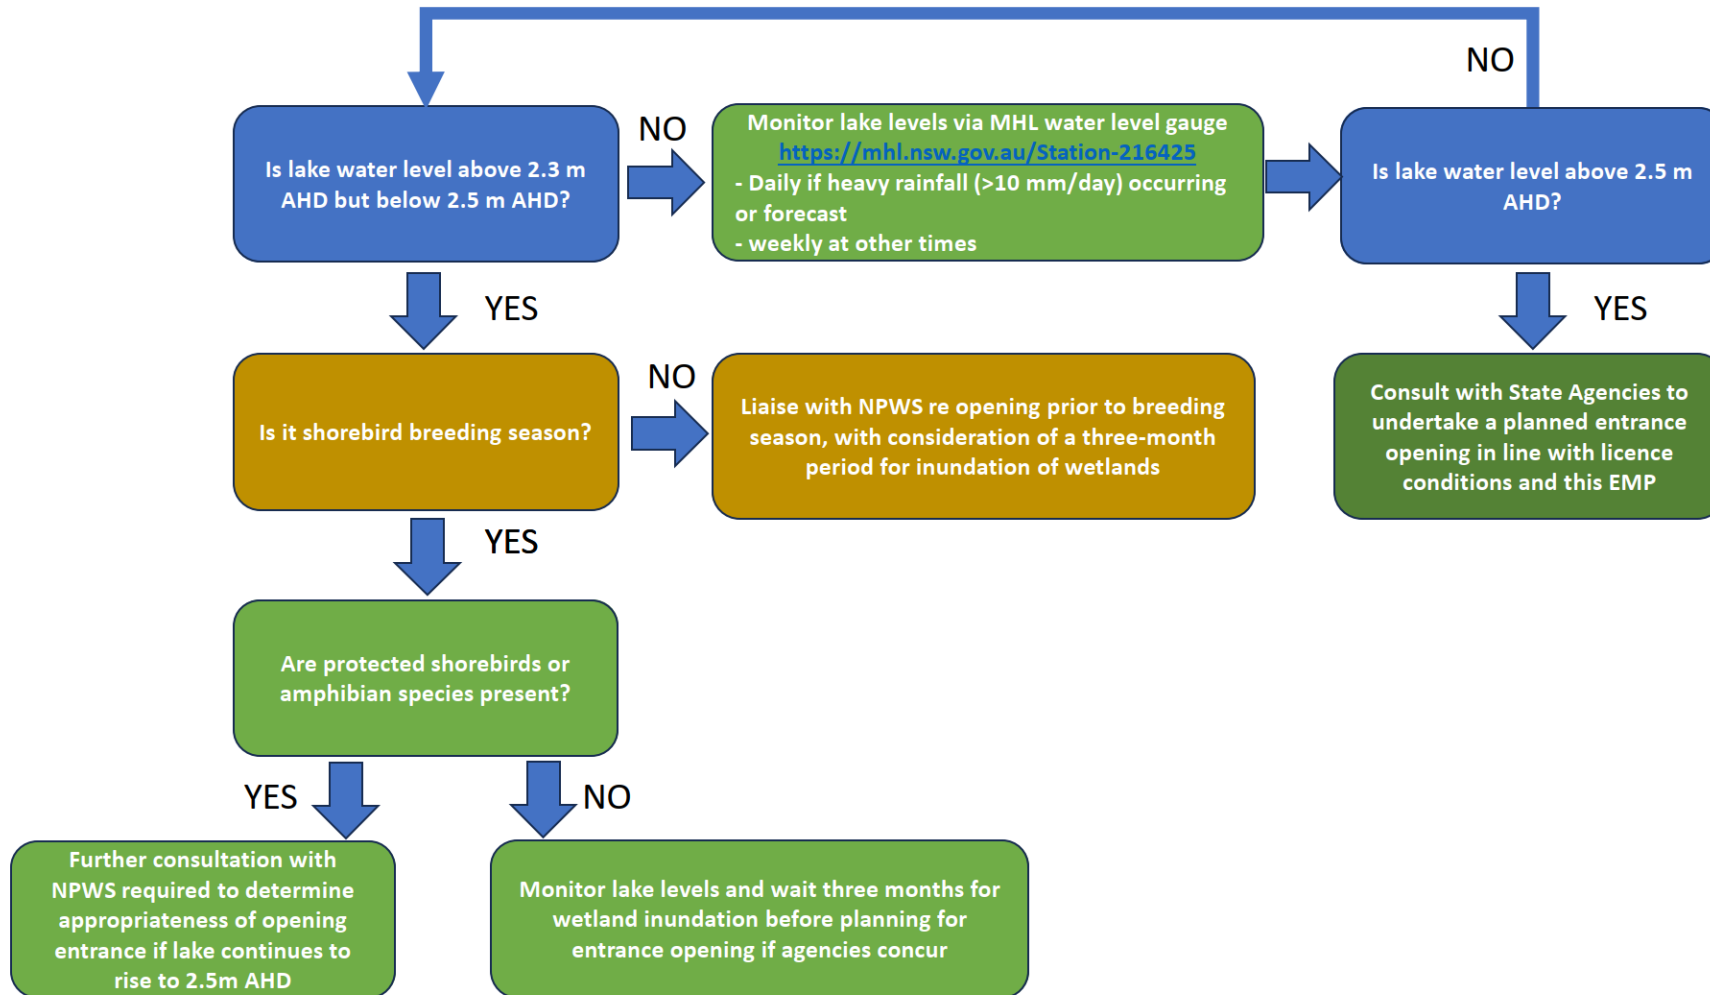 NO
Is lake water level above 2.3 m
AHD but below 2.5 m AHD?
NO
Monitor lake levels via MHL water level gauge
https://mhl.nsw.gov.au/Station-216425
- Daily if heavy rainfall (>10 mm/day) occurring
or forecast
- weekly at other times
Is lake water level above 2.5 m
AHD?
YES
YES
Is it shorebird breeding season?
NO
Liaise with NPWS re opening prior to breeding
season, with consideration of a three-month
period for inundation of wetlands
Consult with State Agencies to
undertake a planned entrance
opening in line with licence
conditions and this EMP
YES
Are protected shorebirds or
amphibian species present?
YES
NO
Further consultation with
NPWS required to determine
appropriateness of opening
entrance if lake continues to
rise to 2.5m AHD
Monitor lake levels and wait three months for
wetland inundation before planning for
entrance opening if agencies concur